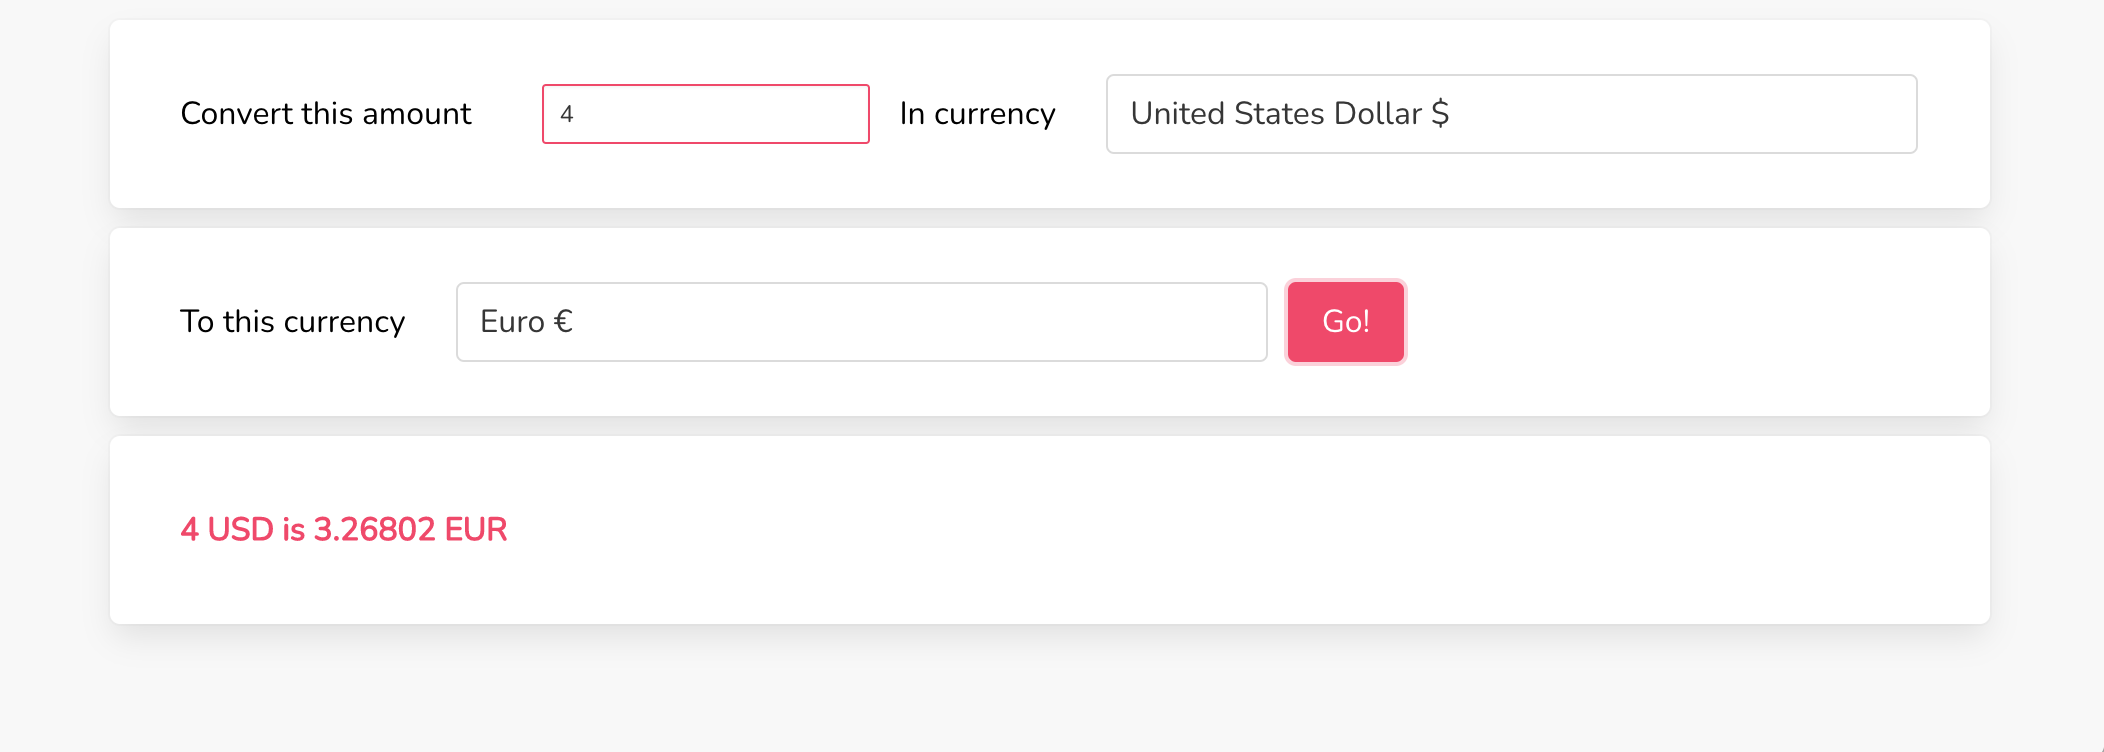 Convert this amount 4 In currency United States Dollar $
To this currency Euro € Go!
4 USD is 3.26802 EUR